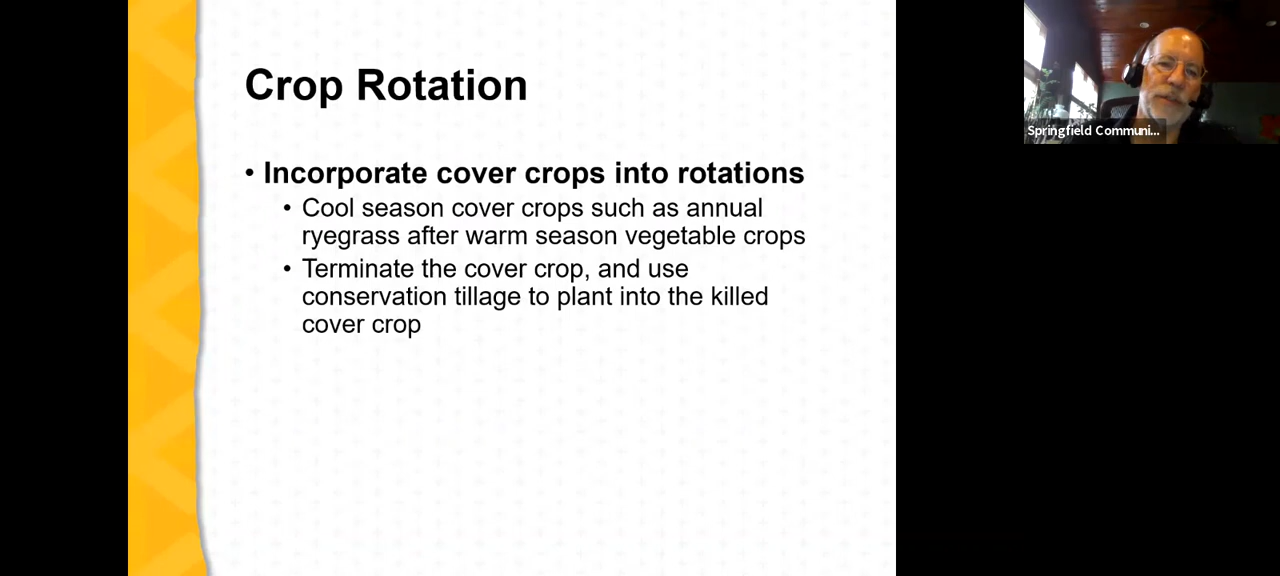 Crop Rotation
• Incorporate cover crops into rotations
• Cool season cover crops such as annual
ryegrass after warm season vegetable crops
• Terminate the cover crop, and use
conservation tillage to plant into the killed
cover crop
Springfield Communi...